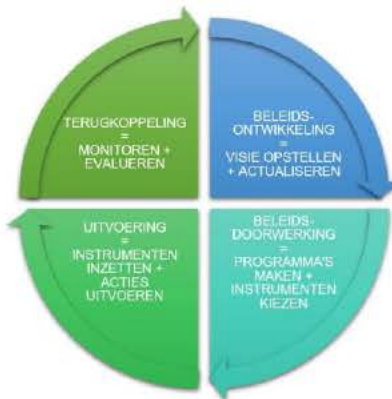 TERUGKOPPELING
=
MONITOREN +
EVALUEREN
BELEIDS-
ONTWIKKELING
=
VISIE OPSTELLEN
+ ACTUALISEREN
UITVOERING
=
INSTRUMENTEN
INZETTEN +
ACTIES
UITVOEREN
BELEIDS-
DOORWERKING
=
PROGRAMMA'S
MAKEN +
INSTRUMENTEN
KIEZEN